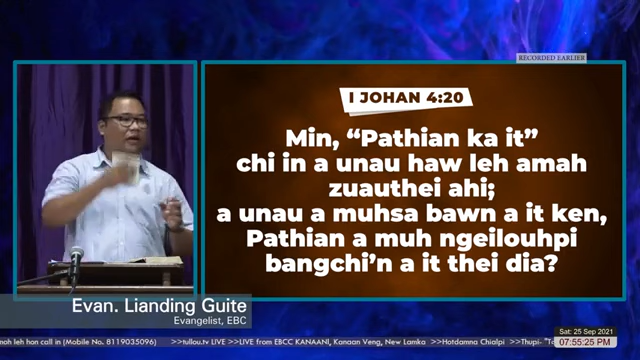 RECORDED EARLIER
I JOHAN 4:20
Min, “Pathian ka it”
chi in a unau haw leh amah
zuauthei ahi;
a unau a muhsa bawn a it ken,
Pathian a muh ngeilouhpi
bangchi’n a it thei dia?
Evan. Lianding Guite
Evangelist, EBC
Sat: 25 Sep 2021
leh han call in (Mobile No. 8119035096) >>tullou.tv LIVE >>LIVE from EBCC KANAANI, Kanaan Veng, New Lamka >>Hotdamna Chialpi >>Thupi-
07:55:25 PM